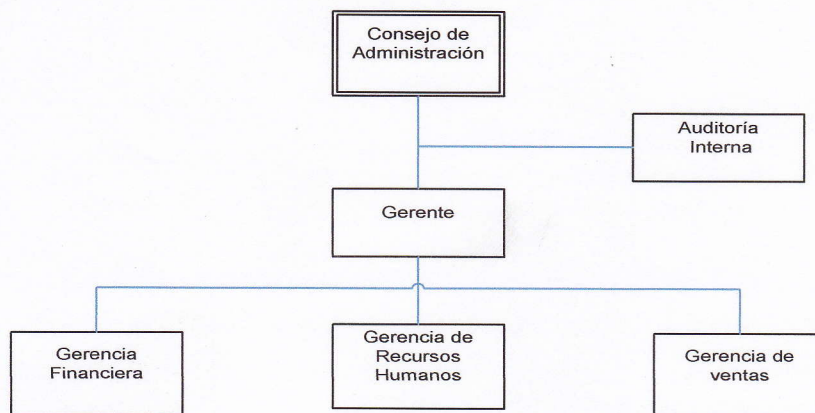 Consejo de
Administración
Auditoría
Interna
Gerente
Gerencia
Financiera
Gerencia de
Recursos
Humanos
Gerencia de
ventas